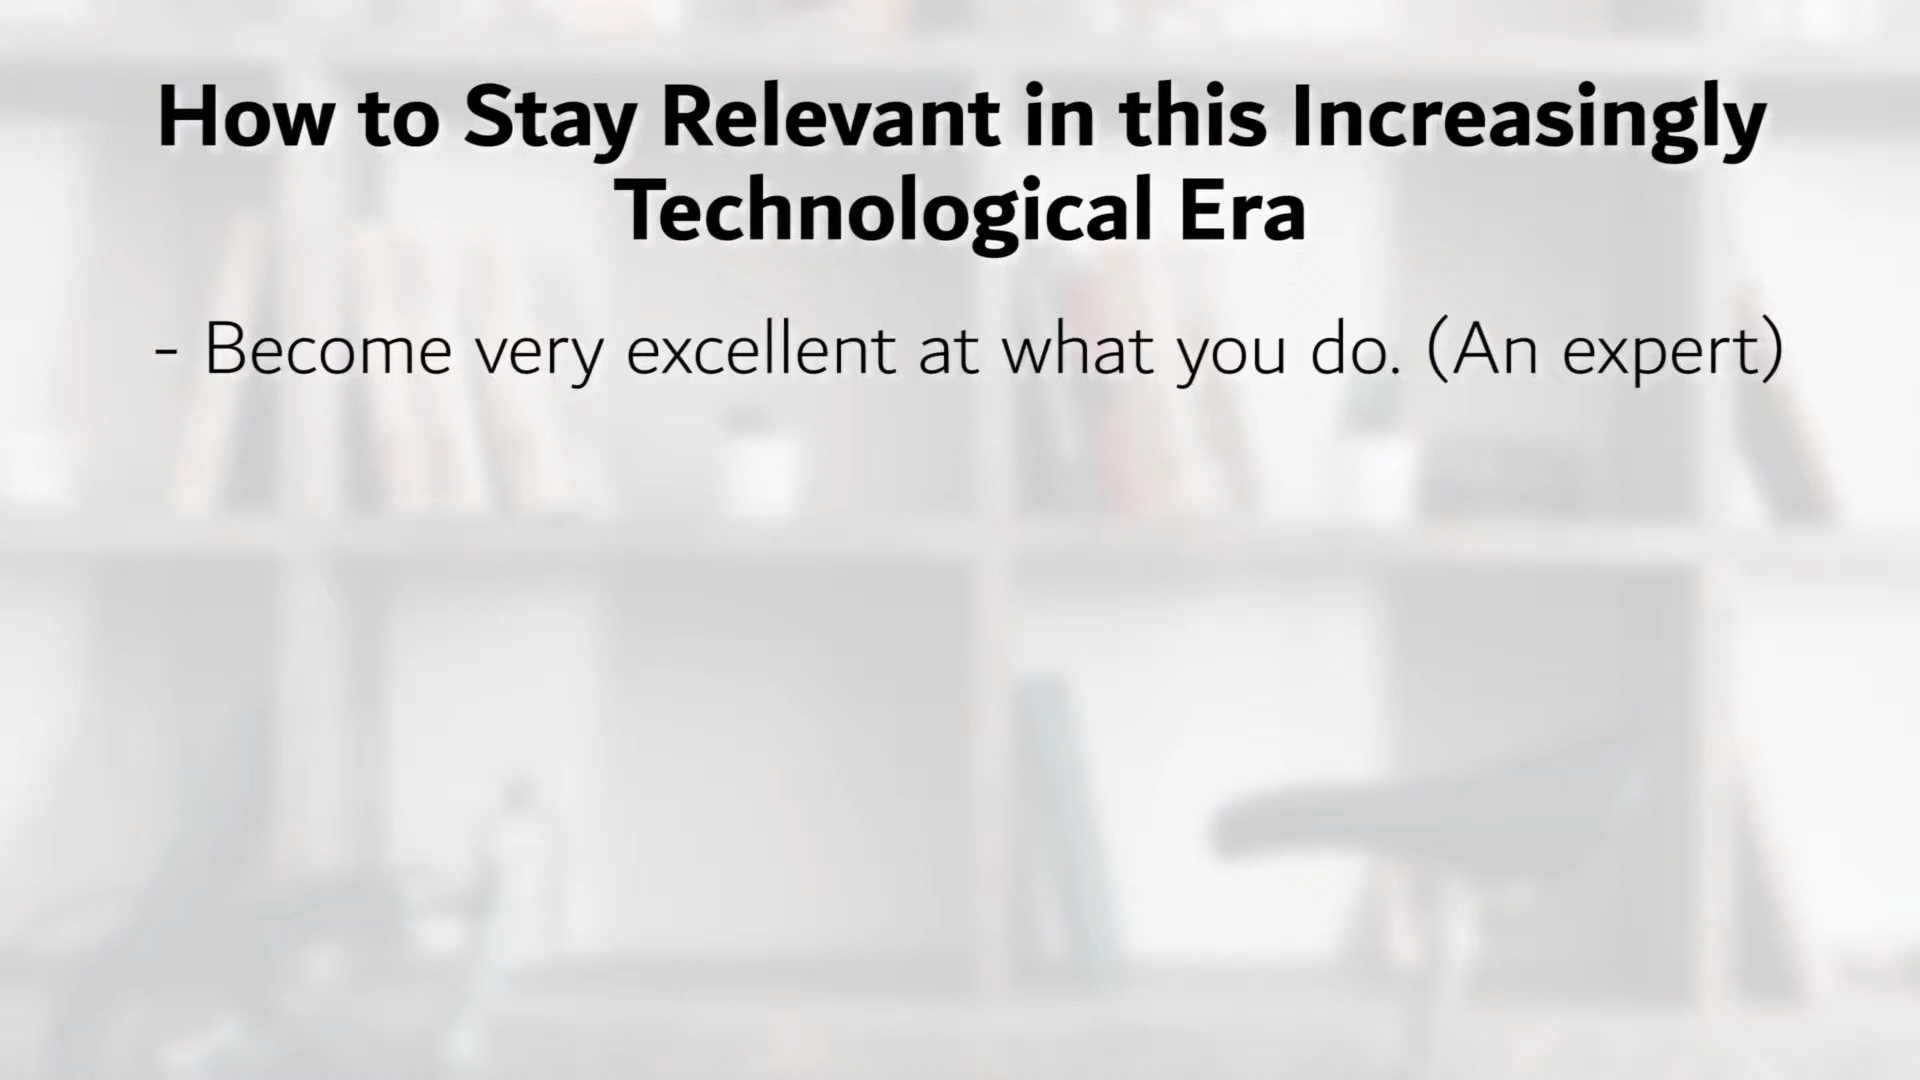 How to Stay Relevant in this Increasingly
Technological Era
- Become very excellent at what you do. (An expert)